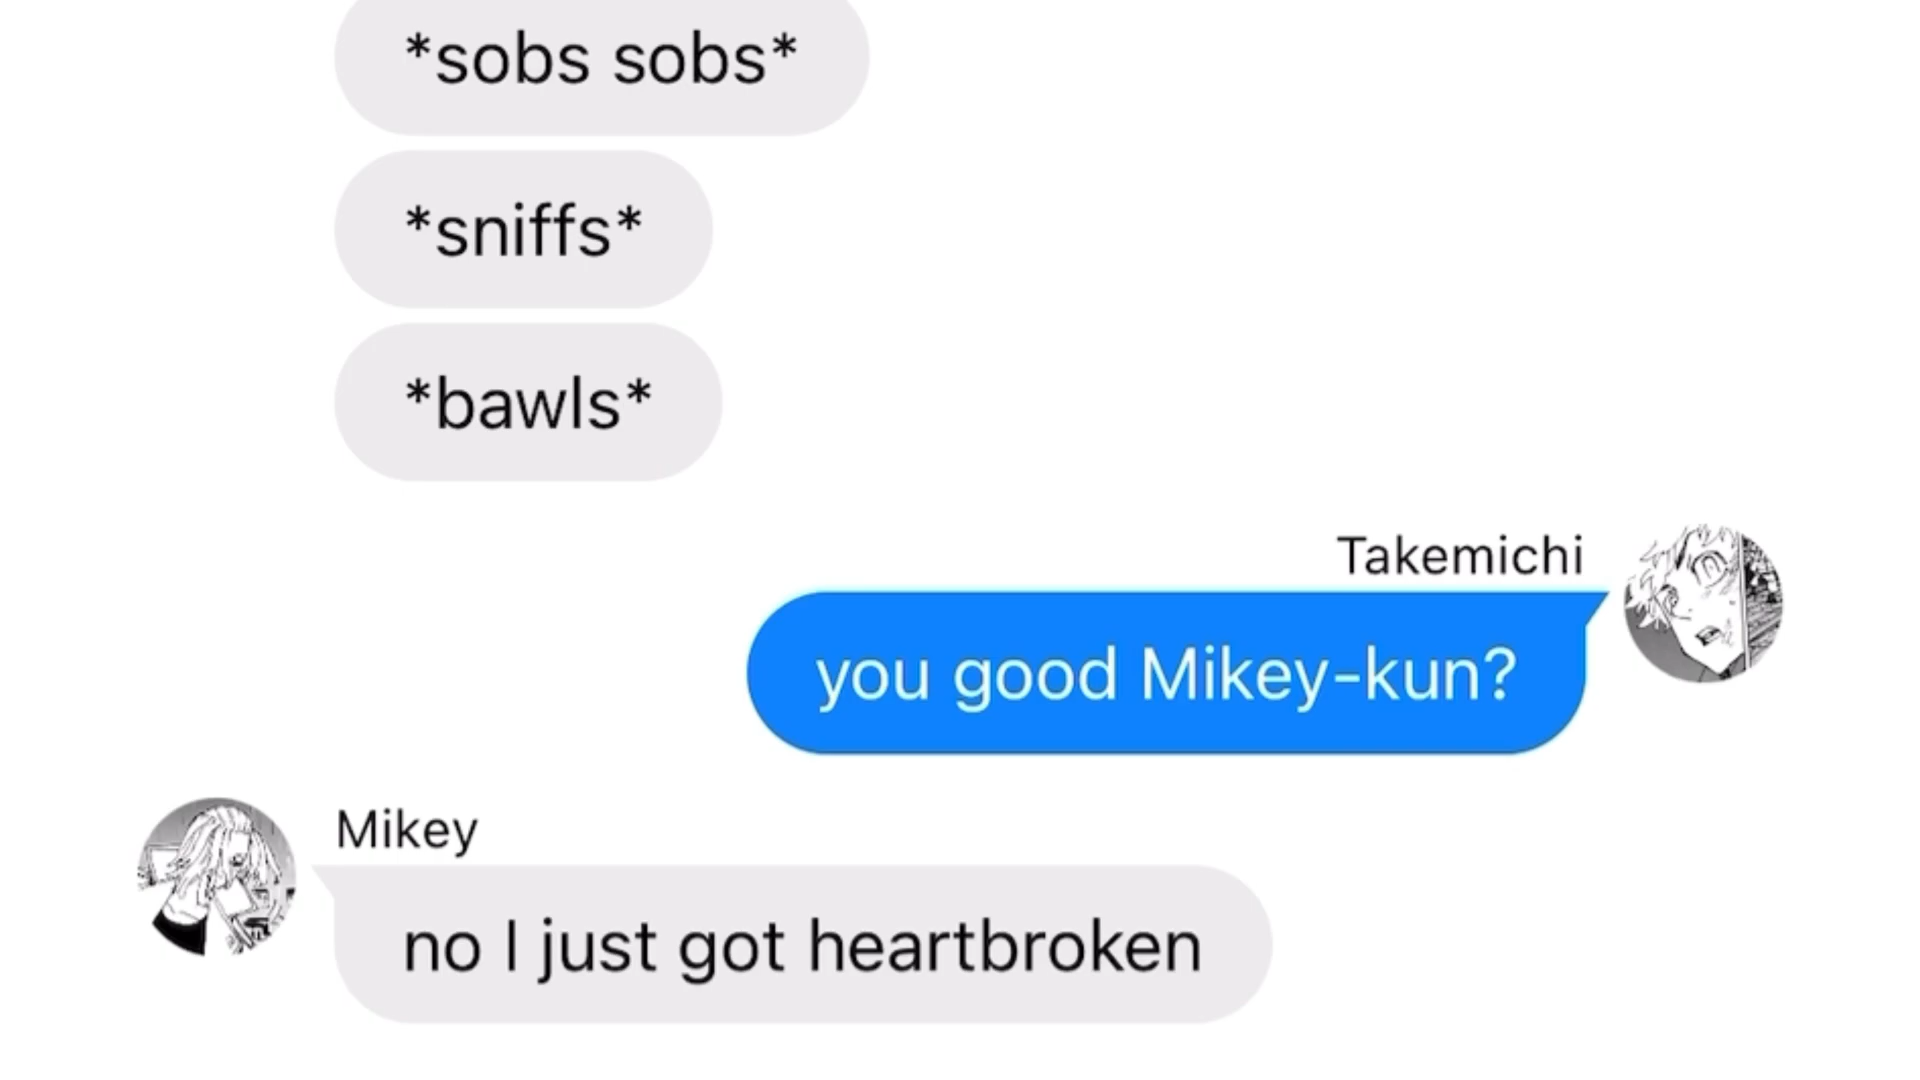 *sobs sobs*
*sniffs*
*bawls*
Takemichi
you good Mikey-kun?
Mikey
no I just got heartbroken